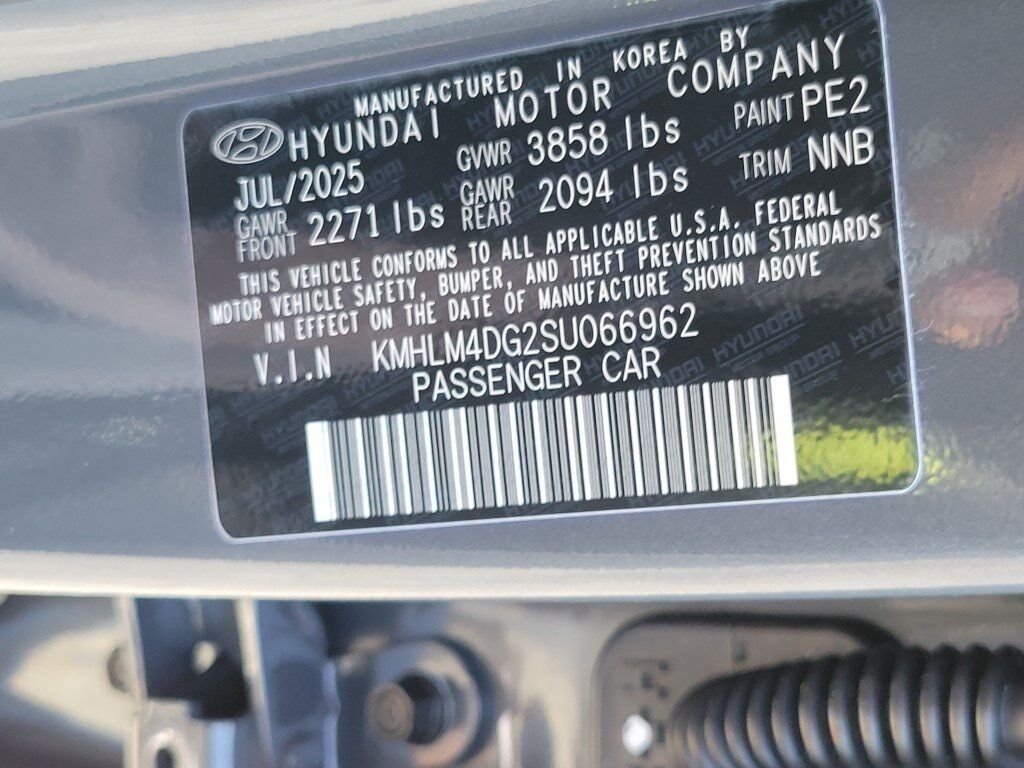 MANUFACTURED IN KOREA BY
HYUNDAI MOTOR COMPANY
JUL/2025 GVWR 3858 lbs PAINT PE2
GAWR FRONT 2271 lbs GAWR REAR 2094 lbs TRIM NNB
THIS VEHICLE CONFORMS TO ALL APPLICABLE U.S.A. FEDERAL
MOTOR VEHICLE SAFETY, BUMPER, AND THEFT PREVENTION STANDARDS
IN EFFECT ON THE DATE OF MANUFACTURE SHOWN ABOVE
V.I.N KMHLM4DG2SU066962
PASSENGER CAR